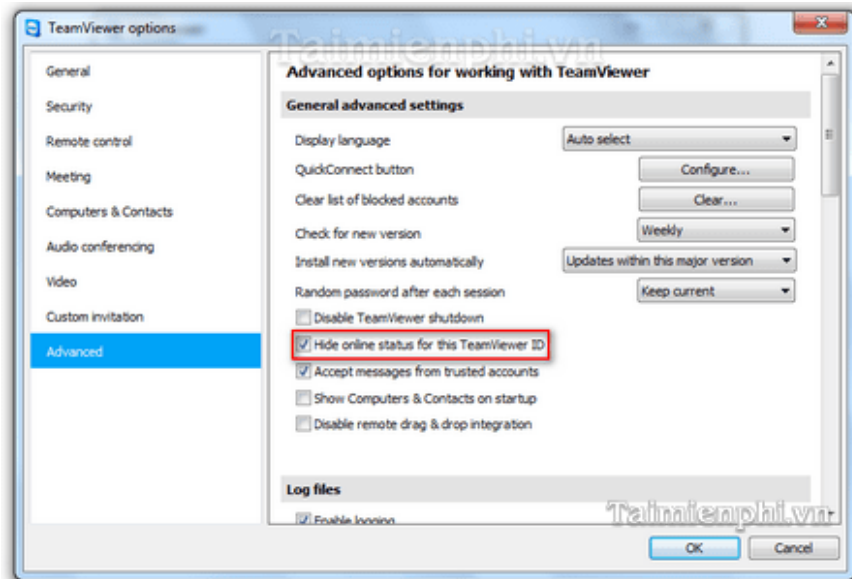 TeamViewer options
Taimienphi.vn
General
Security
Remote control
Meeting
Computers & Contacts
Audio conferencing
Video
Custom invitation
Advanced
Advanced options for working with TeamViewer
General advanced settings
Display language Auto select
QuickConnect button Configure...
Clear list of blocked accounts Clear...
Check for new version Weekly
Install new versions automatically Updates within this major version
Random password after each session Keep current
Disable TeamViewer shutdown
Hide online status for this TeamViewer ID
Accept messages from trusted accounts
Show Computers & Contacts on startup
Disable remote drag & drop integration
Log files
Enable logging
Taimienphi.vn
OK Cancel